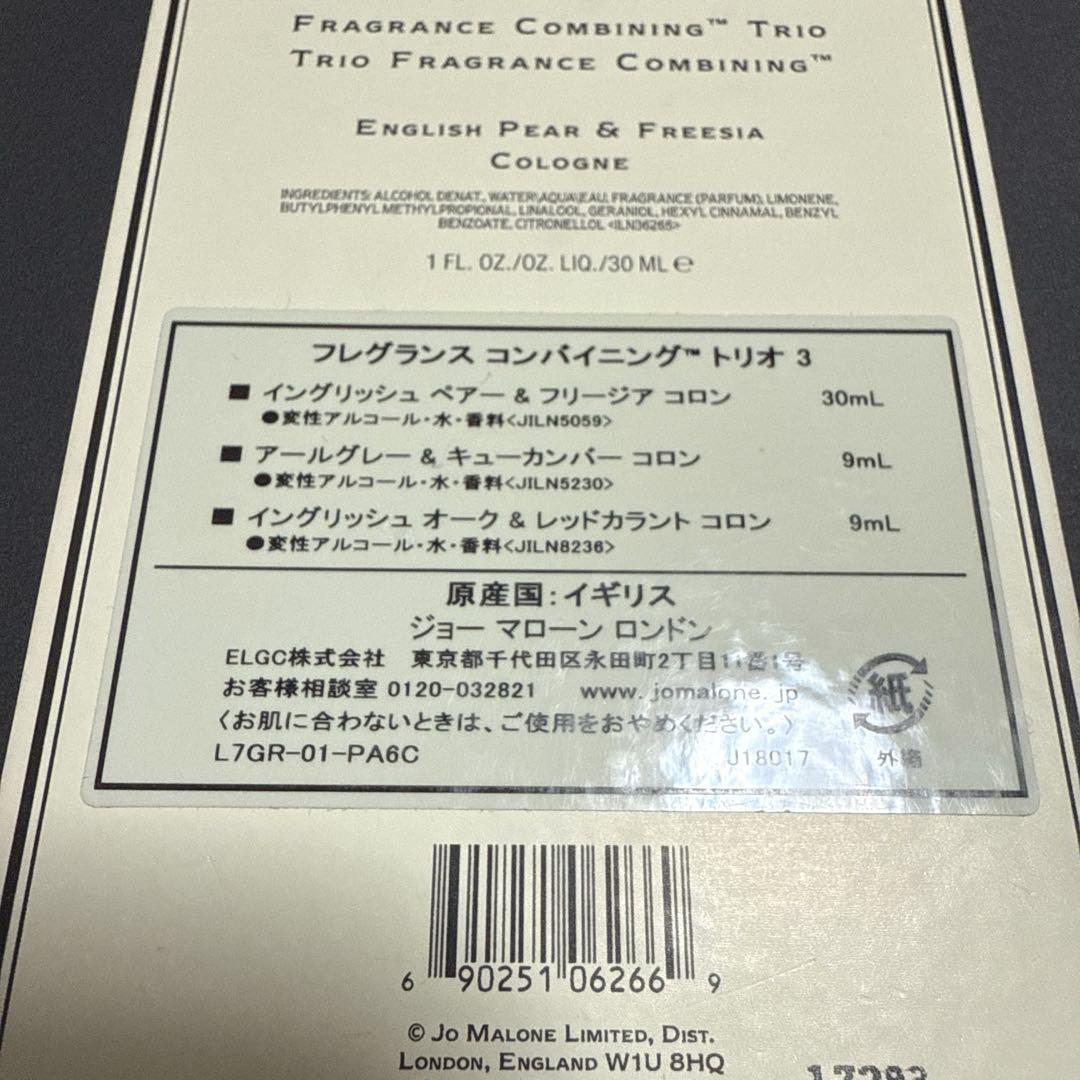 FRAGRANCE COMBINING™ TRIO
TRIO FRAGRANCE COMBINING™
ENGLISH PEAR & FREESIA
COLOGNE
INGREDIENTS: ALCOHOL DENAT., WATER\AQUA\EAU, FRAGRANCE (PARFUM), LIMONENE,
BUTYLPHENYL METHYLPROPIONAL, LINALOOL, GERANIOL, HEXYL CINNAMAL, BENZYL
BENZOATE, CITRONELLOL <ILN36265>
1 FL. OZ./OZ. LIQ./30 ML ℮
フレグランス コンバイニング™ トリオ 3
■ イングリッシュ ペアー & フリージア コロン 30mL
●変性アルコール・水・香料<JILN5059>
■ アールグレー & キューカンバー コロン 9mL
●変性アルコール・水・香料<JILN5230>
■ イングリッシュ オーク & レッドカラント コロン 9mL
●変性アルコール・水・香料<JILN8236>
原産国:イギリス
ジョー マローン ロンドン
ELGC株式会社 東京都千代田区永田町2丁目11番1号
お客様相談室 0120-032821 www.jomalone.jp
〈お肌に合わないときは、ご使用をおやめください。〉
紙
L7GR-01-PA6C J18017 外箱
6 90251 06266 9
© JO MALONE LIMITED, DIST.
LONDON, ENGLAND W1U 8HQ